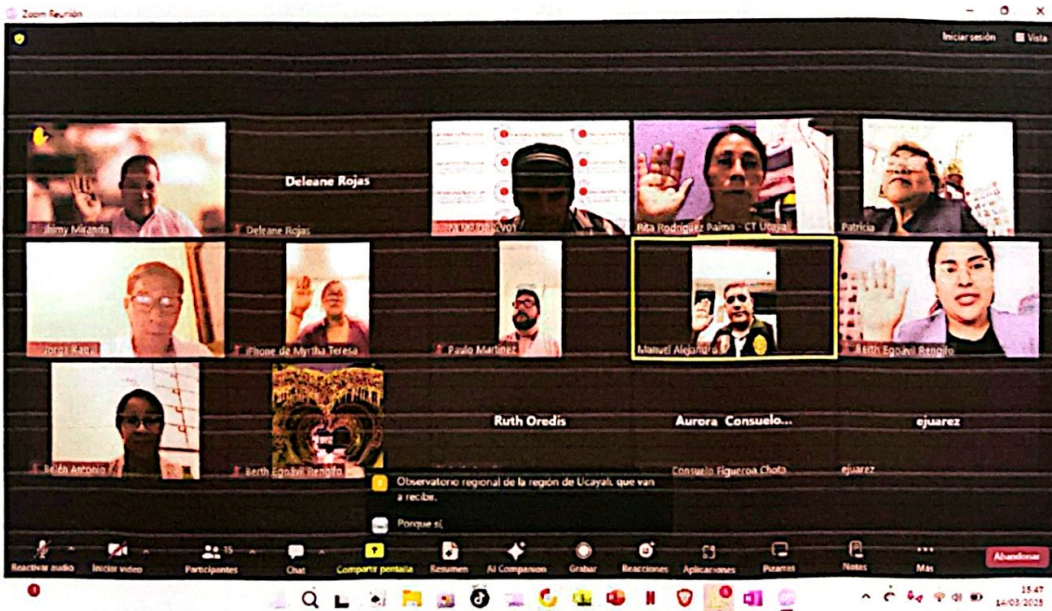 Zoom Reunión
Iniciar sesión
Vista
Jhimy Miranda
Deleane Rojas
Deleane Rojas
Rita Rodriguez Palma - CT Ucayali
Patricia
iPhone de Myrtha Teresa
Paulo Martinez
Manuel Alejandro
Berth Egoavil Rengifo
Belén Antonio
Berth Egoavil Rengifo
Ruth Oredis
Aurora Consuelo...
Consuelo Figueroa Chota
ejuarez
ejuarez
Observatorio regional de la región de Ucayali, que van
a recibir.
Porque sí,
Reactivar audio
Iniciar video
15
Participantes
Chat
Compartir pantalla
Resumen
AI Companion
Grabar
Reacciones
Aplicaciones
Pizarras
Notas
Más
Abandonar
15:47
14/03/2025